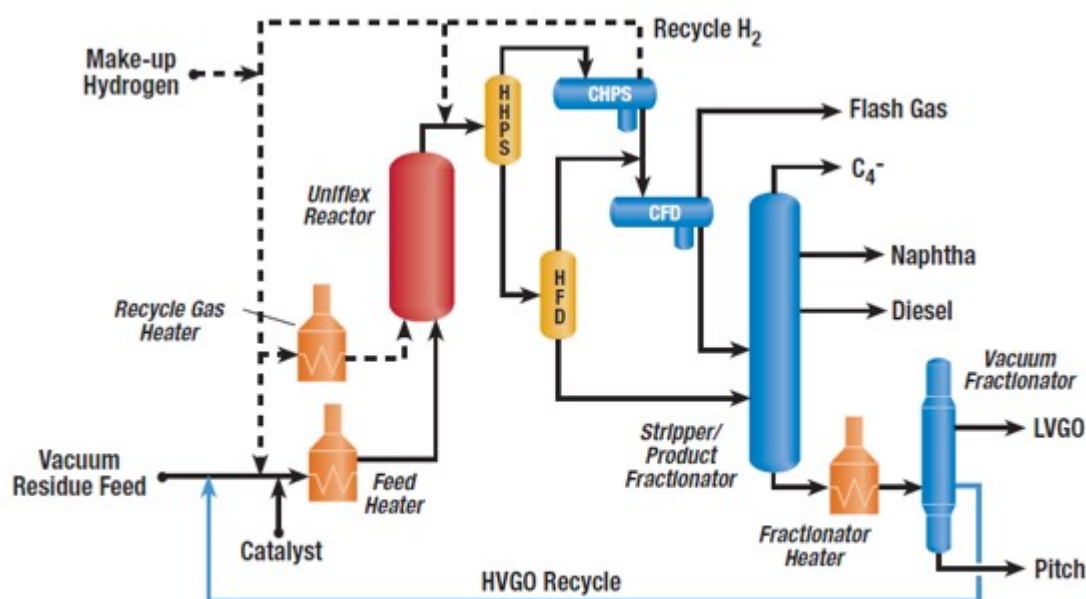 Recycle H₂
Make-up
Hydrogen
HHPS
CHPS
Flash Gas
C₄⁻
Uniflex
Reactor
CFD
Naphtha
HFD
Recycle Gas
Heater
Diesel
Vacuum
Fractionator
LVGO
Stripper/
Product
Fractionator
Vacuum
Residue Feed
Feed
Heater
Catalyst
Fractionator
Heater
HVGO Recycle
Pitch